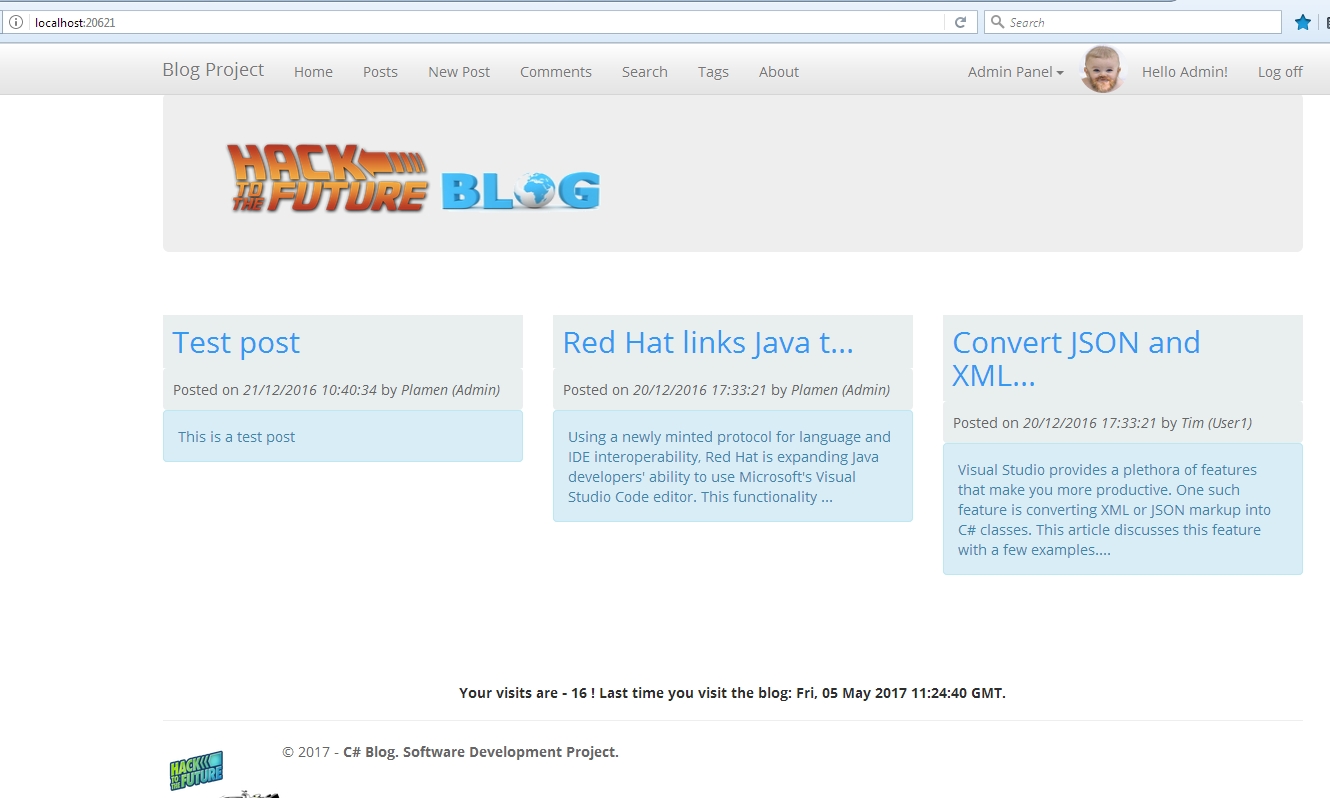 localhost:20621
Search
Blog Project Home Posts New Post Comments Search Tags About Admin Panel Hello Admin! Log off
HACK
TO THE FUTURE
BLOG
Test post
Posted on 21/12/2016 10:40:34 by Plamen (Admin)
This is a test post
Red Hat links Java t...
Posted on 20/12/2016 17:33:21 by Plamen (Admin)
Using a newly minted protocol for language and
IDE interoperability, Red Hat is expanding Java
developers' ability to use Microsoft's Visual
Studio Code editor. This functionality ...
Convert JSON and
XML...
Posted on 20/12/2016 17:33:21 by Tim (User1)
Visual Studio provides a plethora of features
that make you more productive. One such
feature is converting XML or JSON markup into
C# classes. This article discusses this feature
with a few examples....
Your visits are - 16 ! Last time you visit the blog: Fri, 05 May 2017 11:24:40 GMT.
HACK
TO THE FUTURE
© 2017 - C# Blog. Software Development Project.